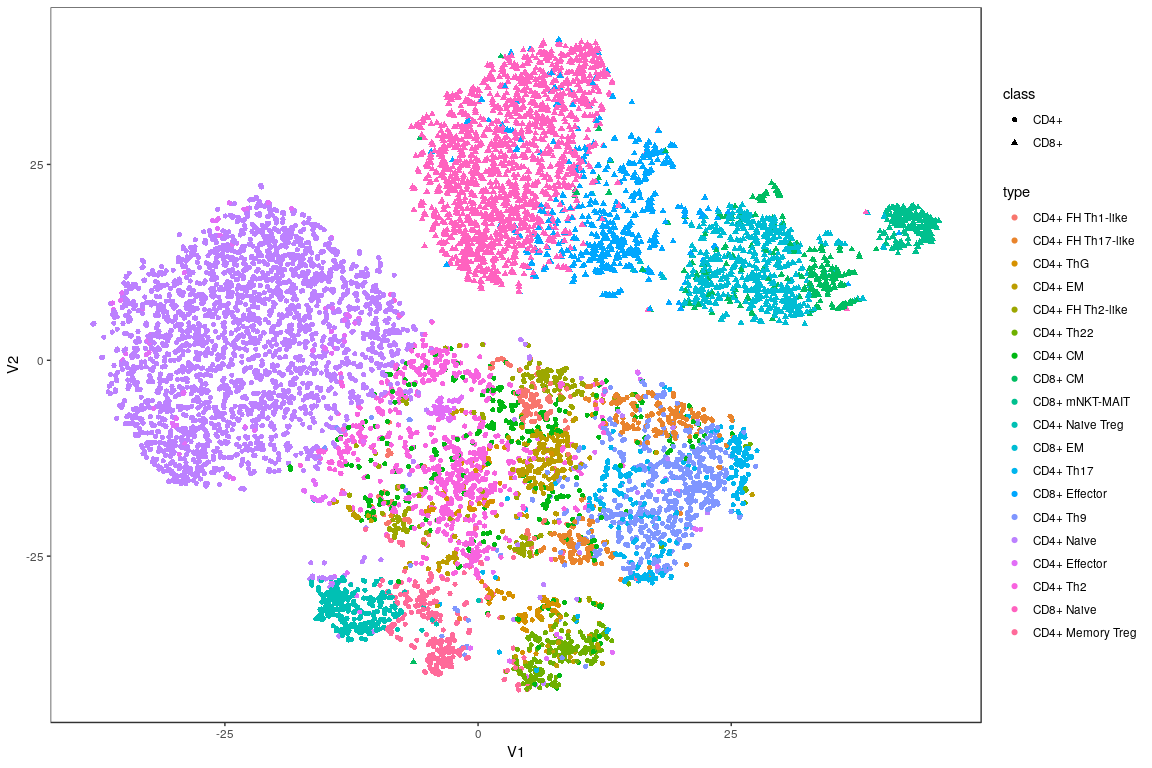 V2
25
0
-25
-25
0
25
V1
class
CD4+
CD8+
type
CD4+ FH Th1-like
CD4+ FH Th17-like
CD4+ ThG
CD4+ EM
CD4+ FH Th2-like
CD4+ Th22
CD4+ CM
CD8+ CM
CD8+ mNKT-MAIT
CD4+ Naive Treg
CD8+ EM
CD4+ Th17
CD8+ Effector
CD4+ Th9
CD4+ Naive
CD4+ Effector
CD4+ Th2
CD8+ Naive
CD4+ Memory Treg